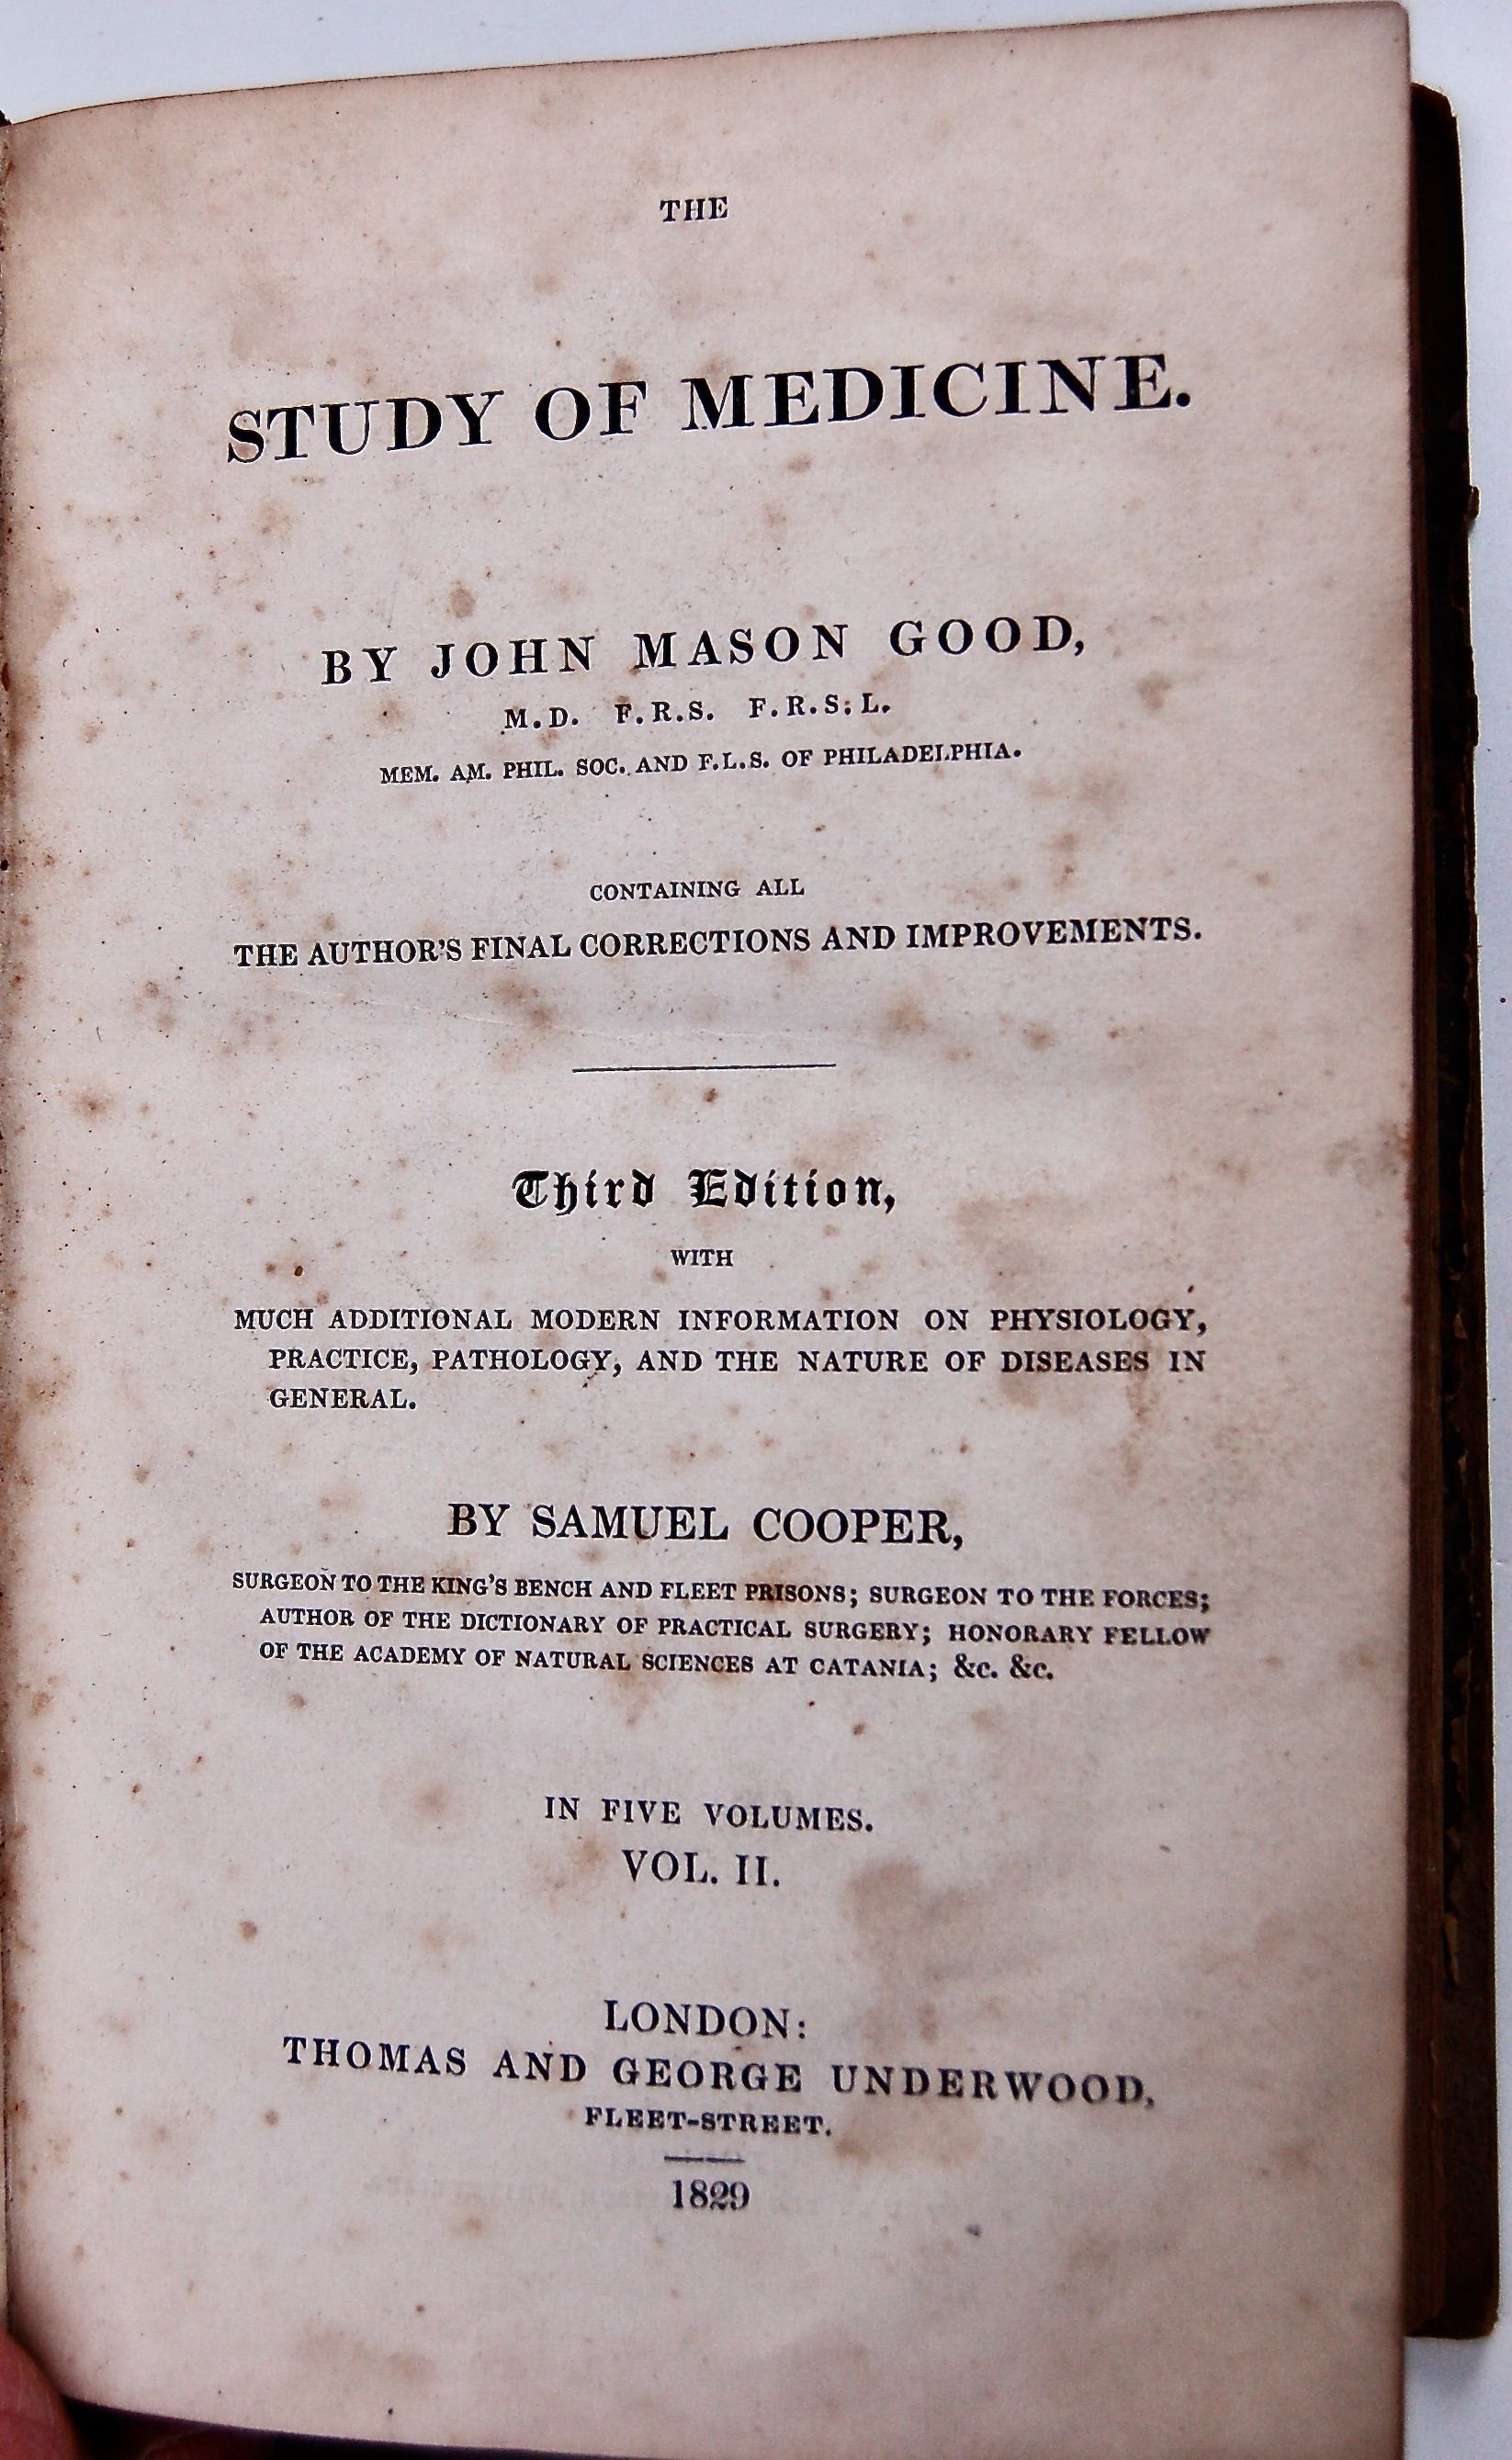 THE
STUDY OF MEDICINE.
BY JOHN MASON GOOD,
M.D. F.R.S. F.R.S.L.
MEM. AM. PHIL. SOC. AND F.L.S. OF PHILADELPHIA.
CONTAINING ALL
THE AUTHOR'S FINAL CORRECTIONS AND IMPROVEMENTS.
Third Edition,
WITH
MUCH ADDITIONAL MODERN INFORMATION ON PHYSIOLOGY,
PRACTICE, PATHOLOGY, AND THE NATURE OF DISEASES IN
GENERAL.
BY SAMUEL COOPER,
SURGEON TO THE KING'S BENCH AND FLEET PRISONS; SURGEON TO THE FORCES;
AUTHOR OF THE DICTIONARY OF PRACTICAL SURGERY; HONORARY FELLOW
OF THE ACADEMY OF NATURAL SCIENCES AT CATANIA; &c. &c.
IN FIVE VOLUMES.
VOL. II.
LONDON:
THOMAS AND GEORGE UNDERWOOD,
FLEET-STREET.
1829